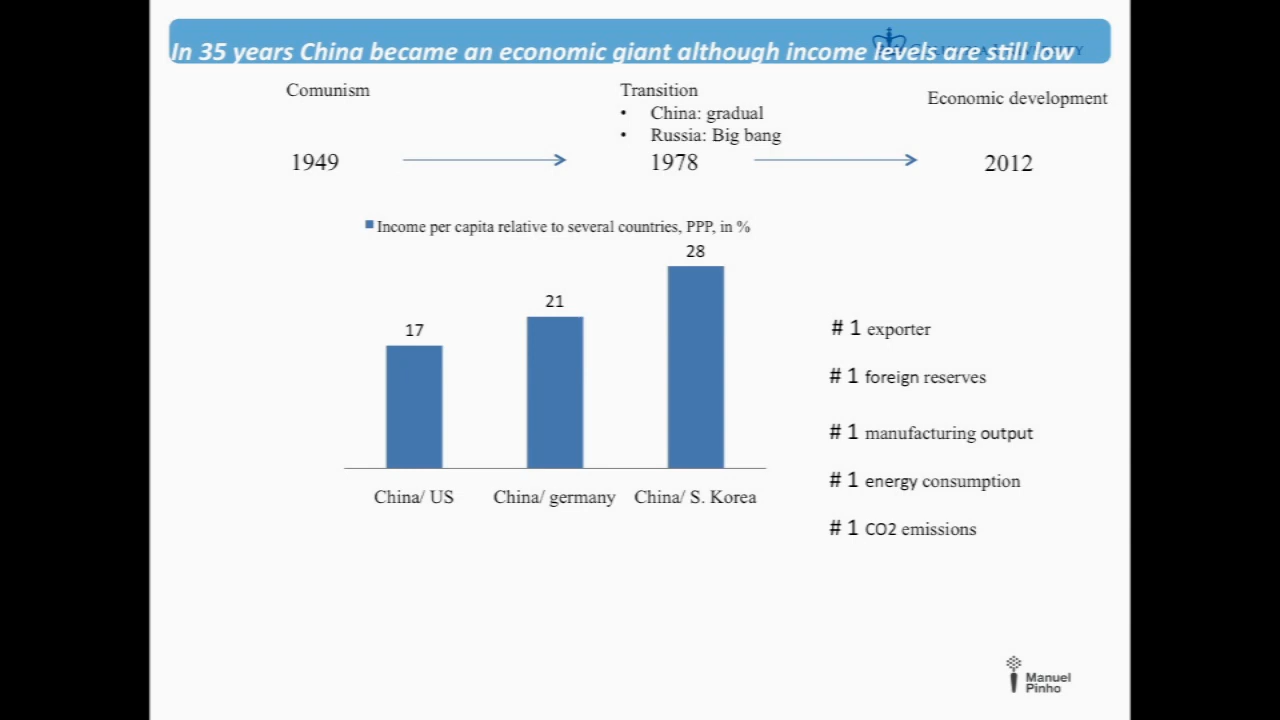 In 35 years China became an economic giant although income levels are still low
Comunism
Transition
Economic development
• China: gradual
• Russia: Big bang
1949
1978
2012
Income per capita relative to several countries, PPP, in %
17
21
28
China/ US
China/ germany
China/ S. Korea
# 1 exporter
# 1 foreign reserves
# 1 manufacturing output
# 1 energy consumption
# 1 CO2 emissions
Manuel
Pinho